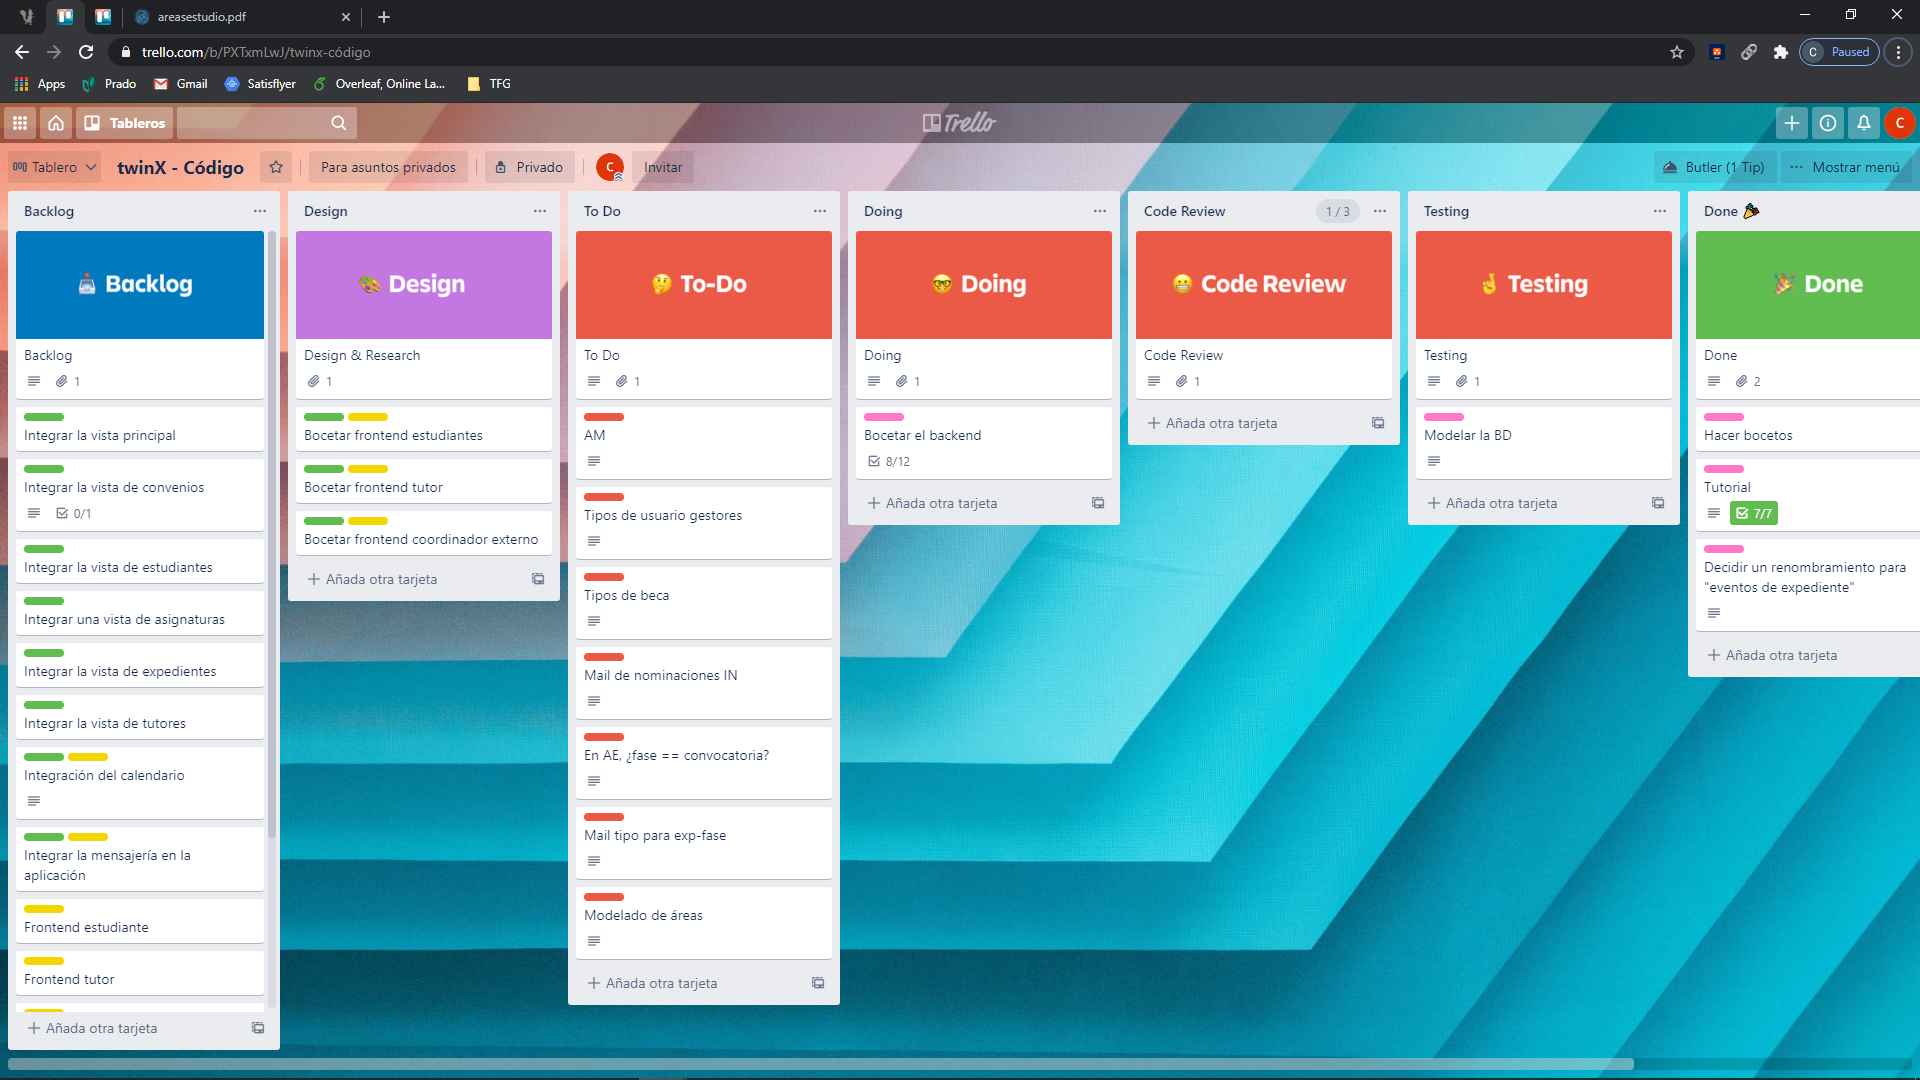 areasestudio.pdf
trello.com/b/PXTxmLwJ/twinx-código
C Paused
Apps
Prado
Gmail
Satisflyer
Overleaf, Online La...
TFG
Tableros
Trello
C
Tablero
twinX - Código
Para asuntos privados
Privado
C
Invitar
Butler (1 Tip)
Mostrar menú
Backlog
Backlog
Backlog
1
Integrar la vista principal
Integrar la vista de convenios
0/1
Integrar la vista de estudiantes
Integrar una vista de asignaturas
Integrar la vista de expedientes
Integrar la vista de tutores
Integración del calendario
Integrar la mensajería en la
aplicación
Frontend estudiante
Frontend tutor
Añada otra tarjeta
Design
Design
Design & Research
1
Bocetar frontend estudiantes
Bocetar frontend tutor
Bocetar frontend coordinador externo
Añada otra tarjeta
To Do
To-Do
To Do
1
AM
Tipos de usuario gestores
Tipos de beca
Mail de nominaciones IN
En AE, ¿fase == convocatoria?
Mail tipo para exp-fase
Modelado de áreas
Añada otra tarjeta
Doing
Doing
Doing
1
Bocetar el backend
8/12
Añada otra tarjeta
Code Review
1 / 3
Code Review
Code Review
1
Añada otra tarjeta
Testing
Testing
Testing
1
Modelar la BD
Añada otra tarjeta
Done
Done
Done
2
Hacer bocetos
Tutorial
7/7
Decidir un renombramiento para
"eventos de expediente"
Añada otra tarjeta